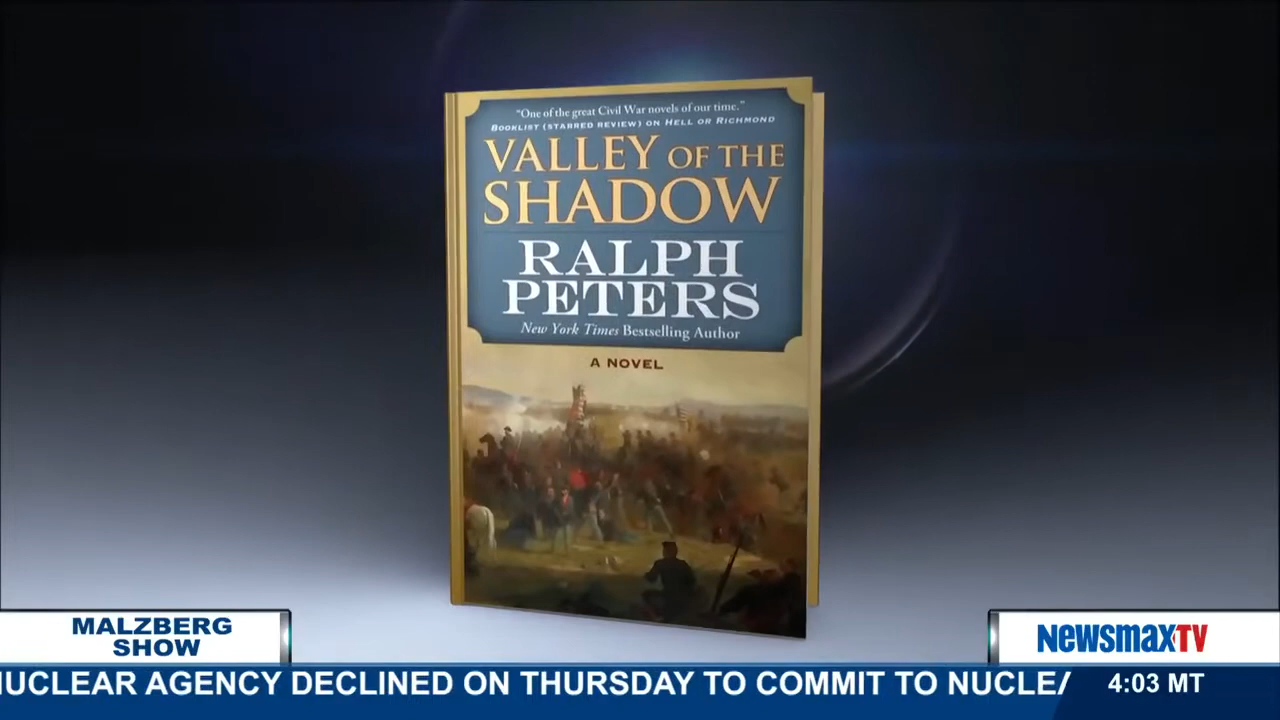 "One of the great Civil War novels of our time."
BOOKLIST (STARRED REVIEW) ON HELL OR RICHMOND
VALLEY OF THE
SHADOW
RALPH
PETERS
New York Times Bestselling Author
A NOVEL
MALZBERG
SHOW
NEWSMAXTV
NUCLEAR AGENCY DECLINED ON THURSDAY TO COMMIT TO NUCLEA
4:03 MT